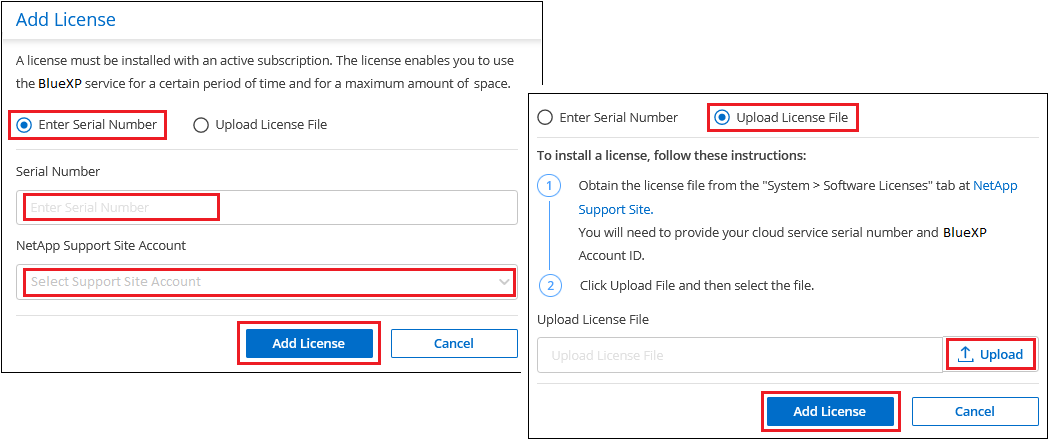 Add License
A license must be installed with an active subscription. The license enables you to use
the BlueXP service for a certain period of time and for a maximum amount of space.
Enter Serial Number
Upload License File
Serial Number
Enter Serial Number
NetApp Support Site Account
Select Support Site Account
Add License
Cancel
Enter Serial Number
Upload License File
To install a license, follow these instructions:
1
Obtain the license file from the "System > Software Licenses" tab at NetApp
Support Site.
You will need to provide your cloud service serial number and BlueXP
Account ID.
2
Click Upload File and then select the file.
Upload License File
Upload License File
Upload
Add License
Cancel